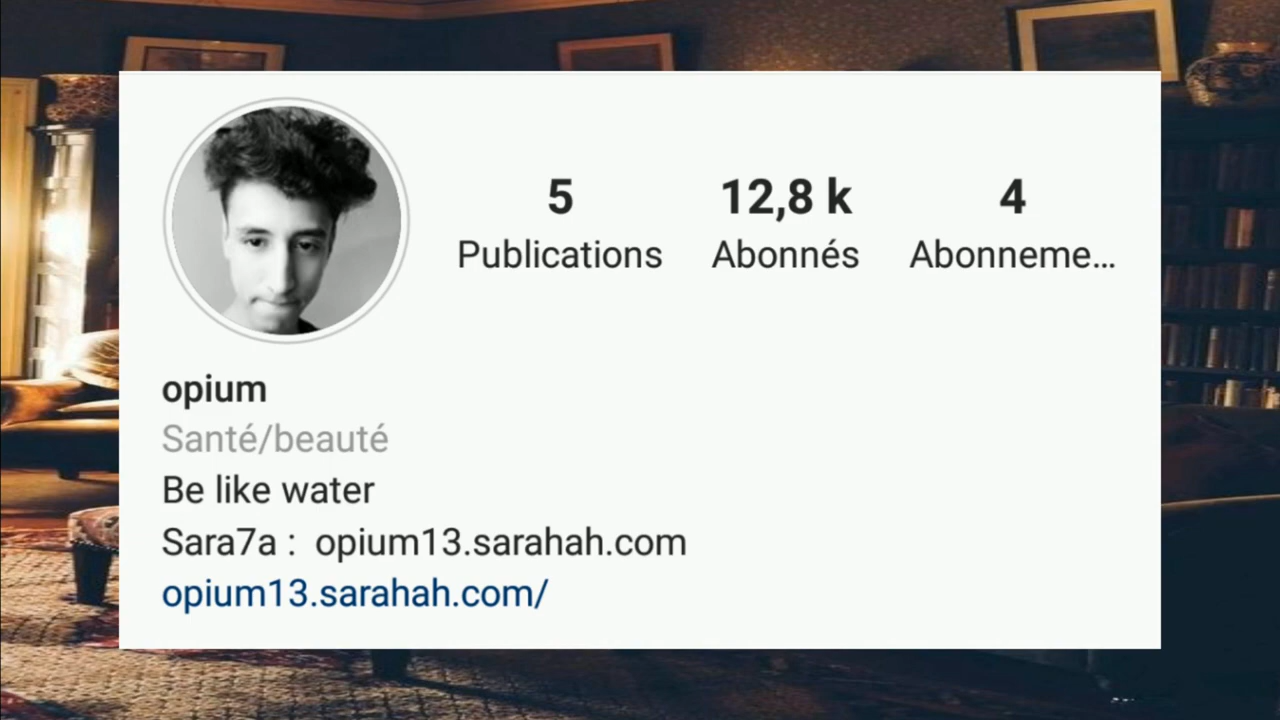 5 12,8 k 4
Publications Abonnés Abonneme...
opium
Santé/beauté
Be like water
Sara7a : opium13.sarahah.com
opium13.sarahah.com/